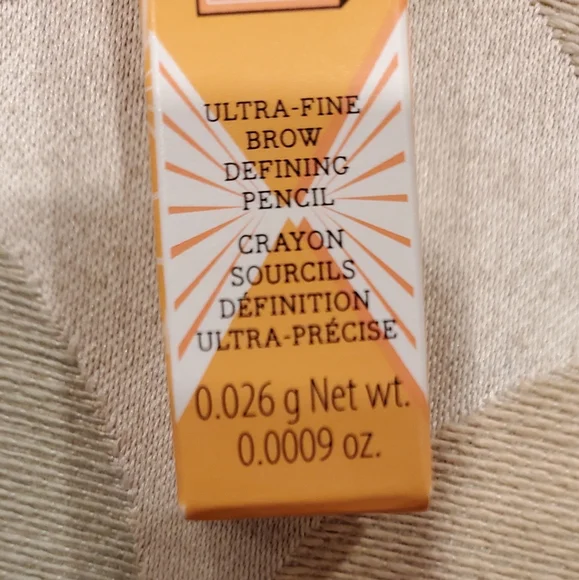 ULTRA-FINE
BROW
DEFINING
PENCIL
CRAYON
SOURCILS
DÉFINITION
ULTRA-PRÉCISE
0.026 g Net wt.
0.0009 oz.